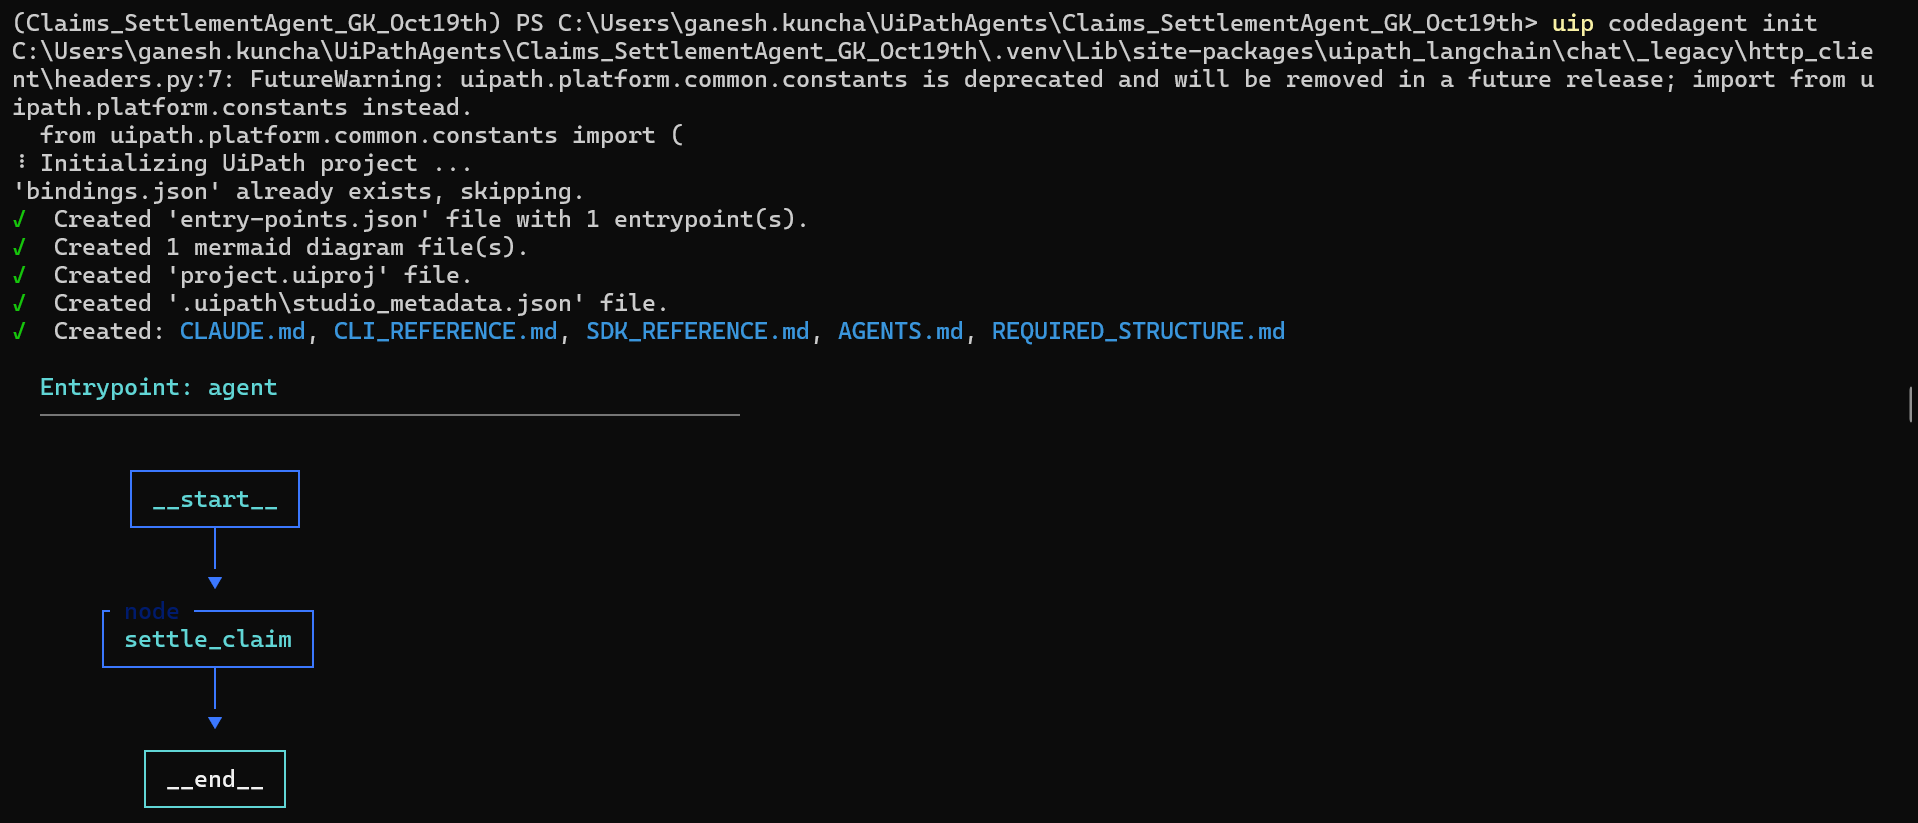 (Claims_SettlementAgent_GK_Oct19th) PS C:\Users\ganesh.kuncha\UiPathAgents\Claims_SettlementAgent_GK_Oct19th> uip codedagent init
C:\Users\ganesh.kuncha\UiPathAgents\Claims_SettlementAgent_GK_Oct19th\.venv\Lib\site-packages\uipath_langchain\chat\_legacy\http_clie
nt\headers.py:7: FutureWarning: uipath.platform.common.constants is deprecated and will be removed in a future release; import from u
ipath.platform.constants instead.
  from uipath.platform.common.constants import (
⠸ Initializing UiPath project ...
'bindings.json' already exists, skipping.
✓  Created 'entry-points.json' file with 1 entrypoint(s).
✓  Created 1 mermaid diagram file(s).
✓  Created 'project.uiproj' file.
✓  Created '.uipath\studio_metadata.json' file.
✓  Created: CLAUDE.md, CLI_REFERENCE.md, SDK_REFERENCE.md, AGENTS.md, REQUIRED_STRUCTURE.md
Entrypoint: agent
__start__
node
settle_claim
__end__